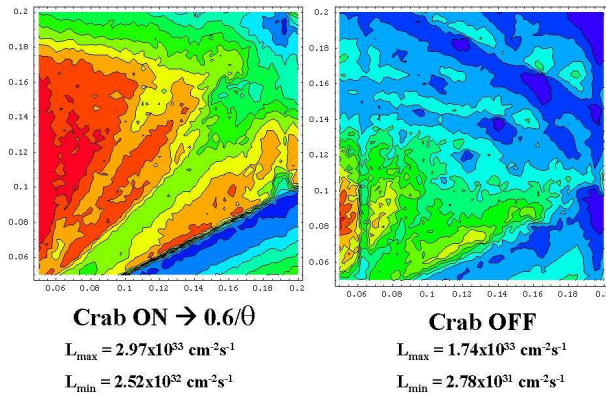 0.2
0.18
0.16
0.14
0.12
0.1
0.08
0.06
0.06 0.08 0.1 0.12 0.14 0.16 0.18 0.2
0.2
0.18
0.16
0.14
0.12
0.1
0.08
0.06
0.06 0.08 0.1 0.12 0.14 0.16 0.18 0.2
Crab ON → 0.6/θ
Lmax = 2.97x10³³ cm⁻²s⁻¹
Lmin = 2.52x10³² cm⁻²s⁻¹
Crab OFF
Lmax = 1.74x10³³ cm⁻²s⁻¹
Lmin = 2.78x10³¹ cm⁻²s⁻¹